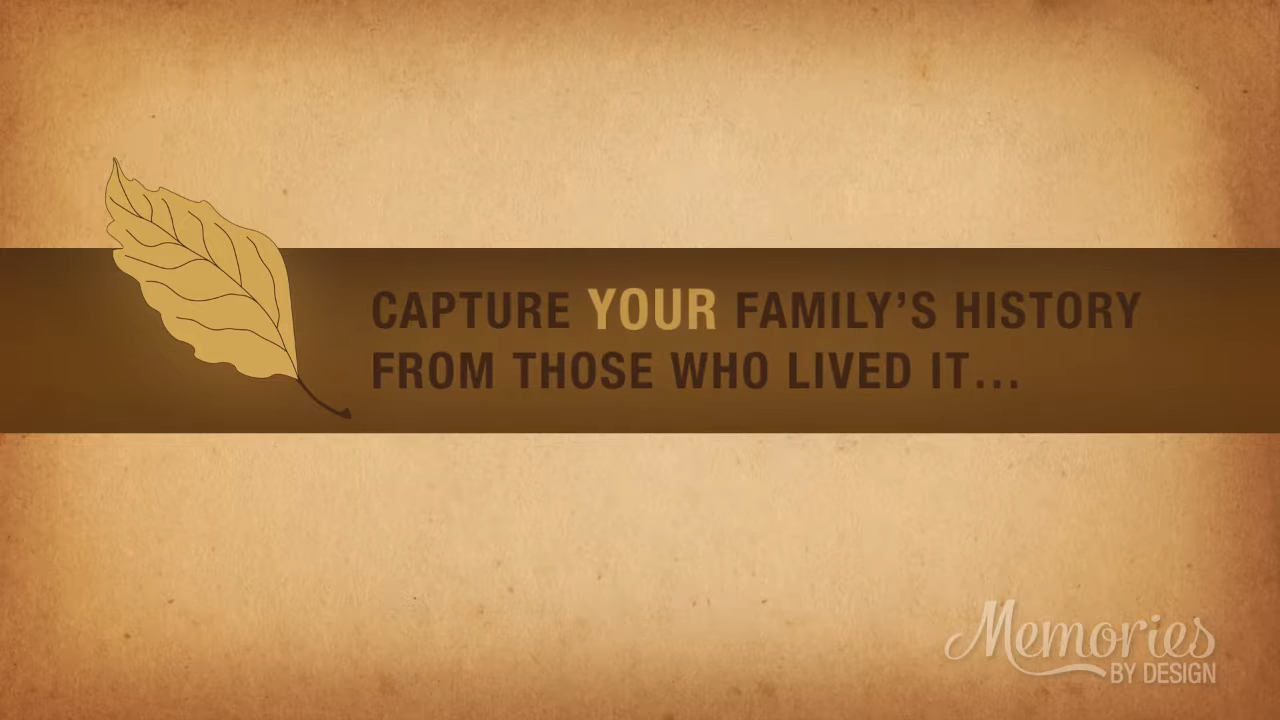 CAPTURE YOUR FAMILY’S HISTORY
FROM THOSE WHO LIVED IT...
Memories
BY DESIGN